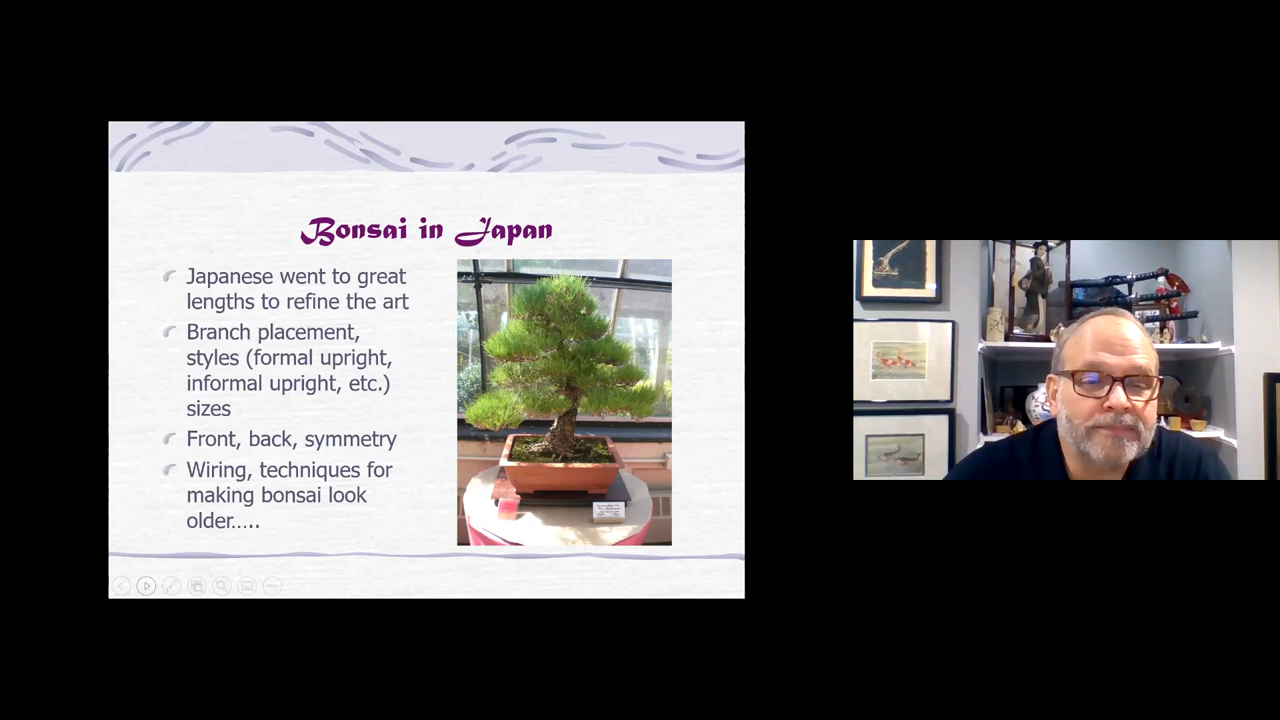 Bonsai in Japan
Japanese went to great
lengths to refine the art
Branch placement,
styles (formal upright,
informal upright, etc.)
sizes
Front, back, symmetry
Wiring, techniques for
making bonsai look
older.....